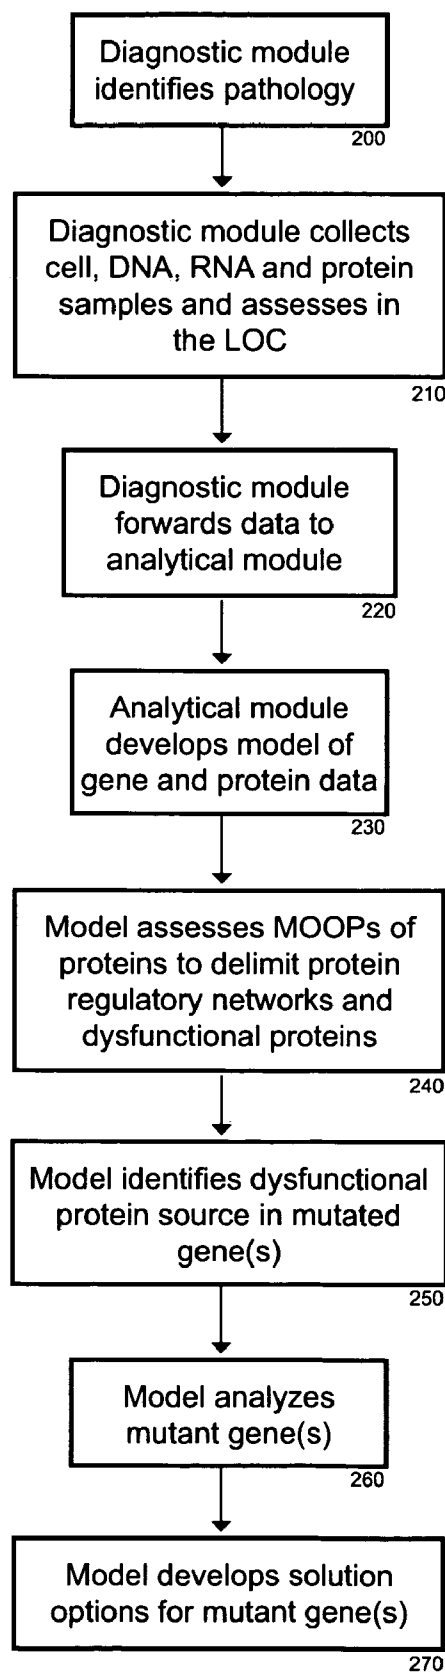 Diagnostic module
identifies pathology
200
Diagnostic module collects
cell, DNA, RNA and protein
samples and assesses in
the LOC
210
Diagnostic module
forwards data to
analytical module
220
Analytical module
develops model of
gene and protein data
230
Model assesses MOOPs of
proteins to delimit protein
regulatory networks and
dysfunctional proteins
240
Model identifies dysfunctional
protein source in mutated
gene(s)
250
Model analyzes
mutant gene(s)
260
Model develops solution
options for mutant gene(s)
270